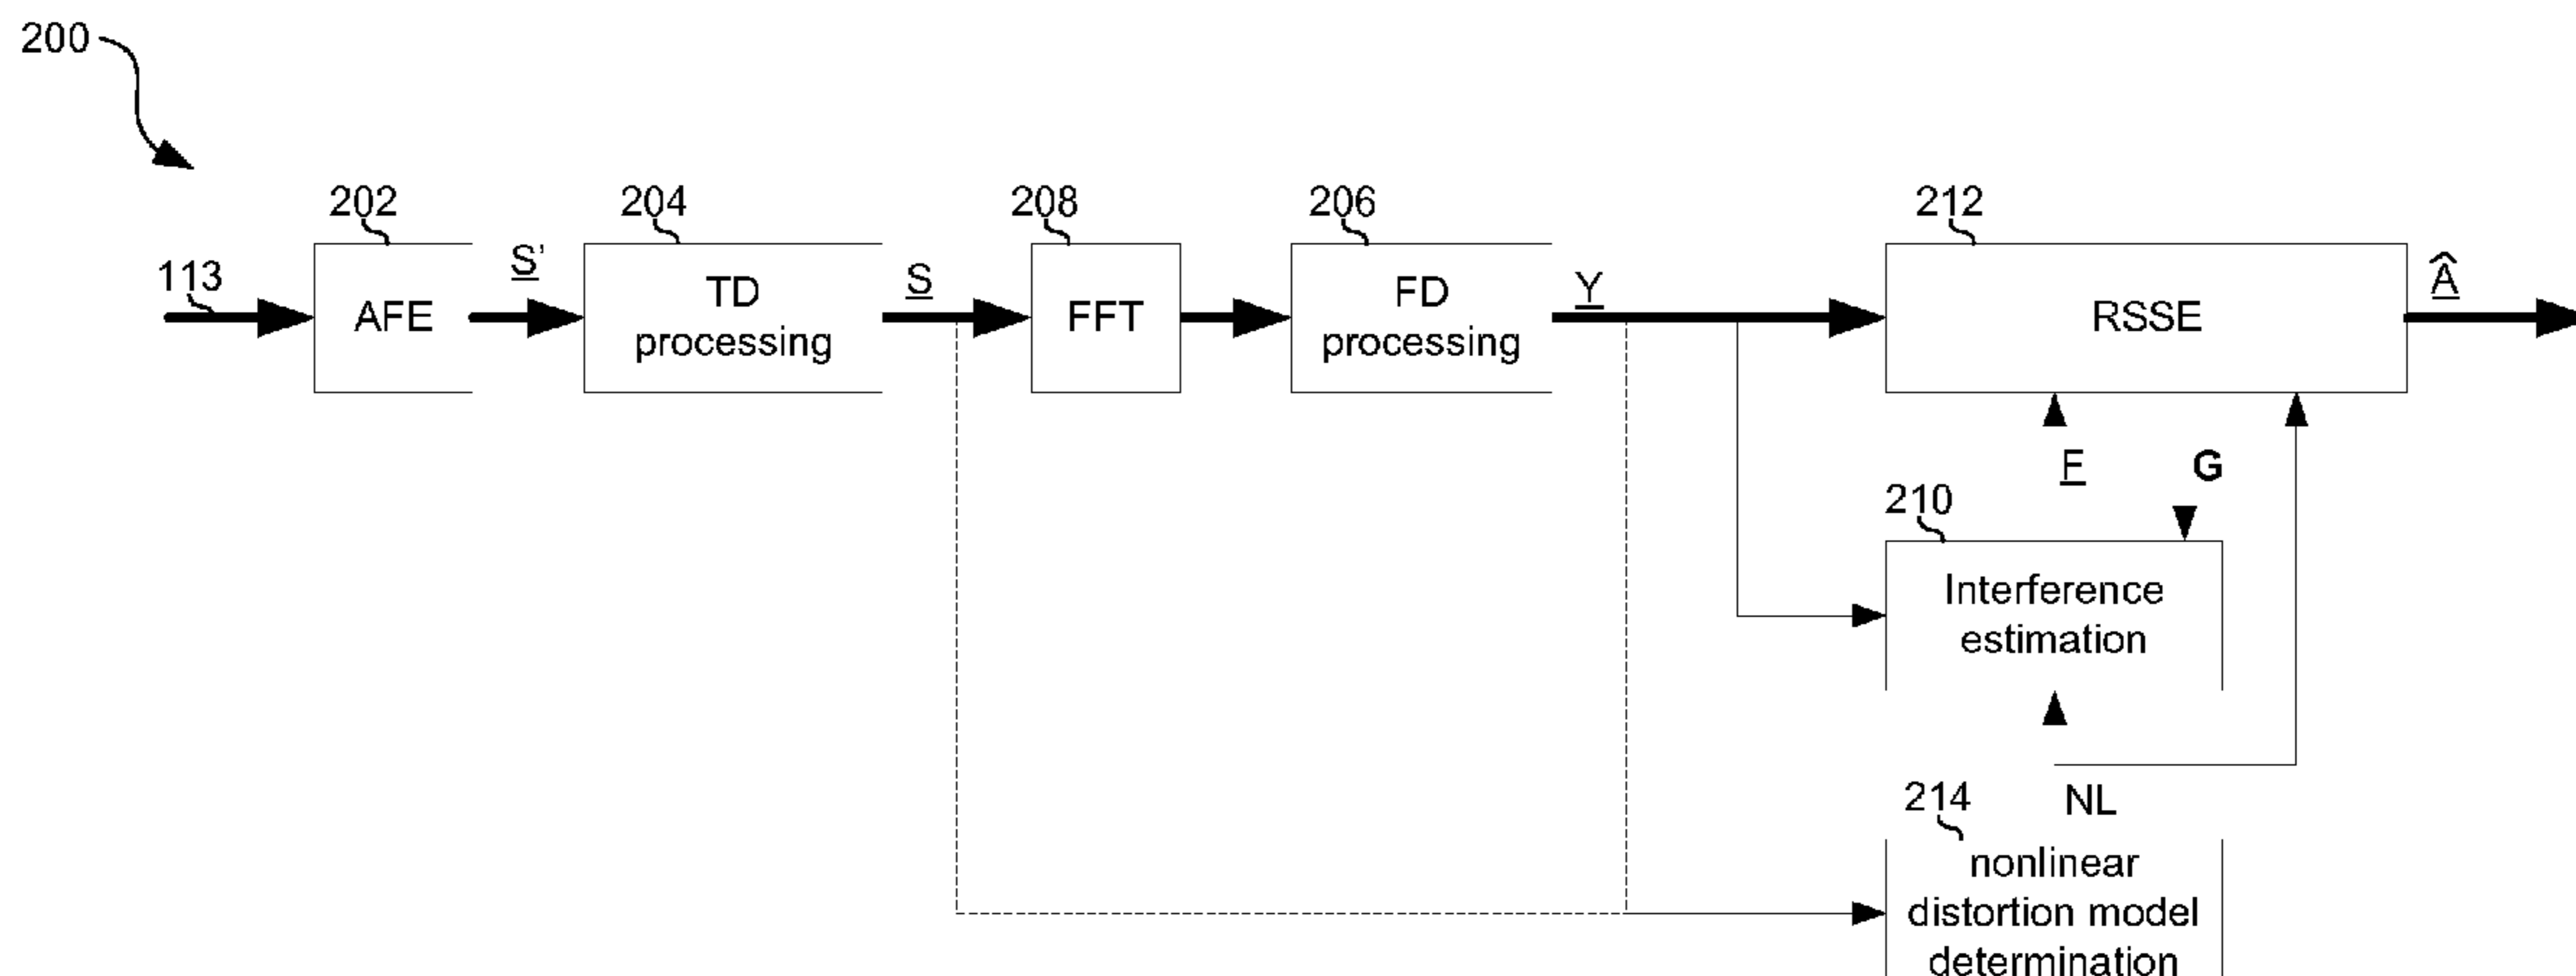 200
202
204
208
206
212
113
AFE
S'
TD
processing
S
FFT
FD
processing
Y
RSSE
Â
F
G
210
Interference
estimation
214
NL
nonlinear
distortion model
determination